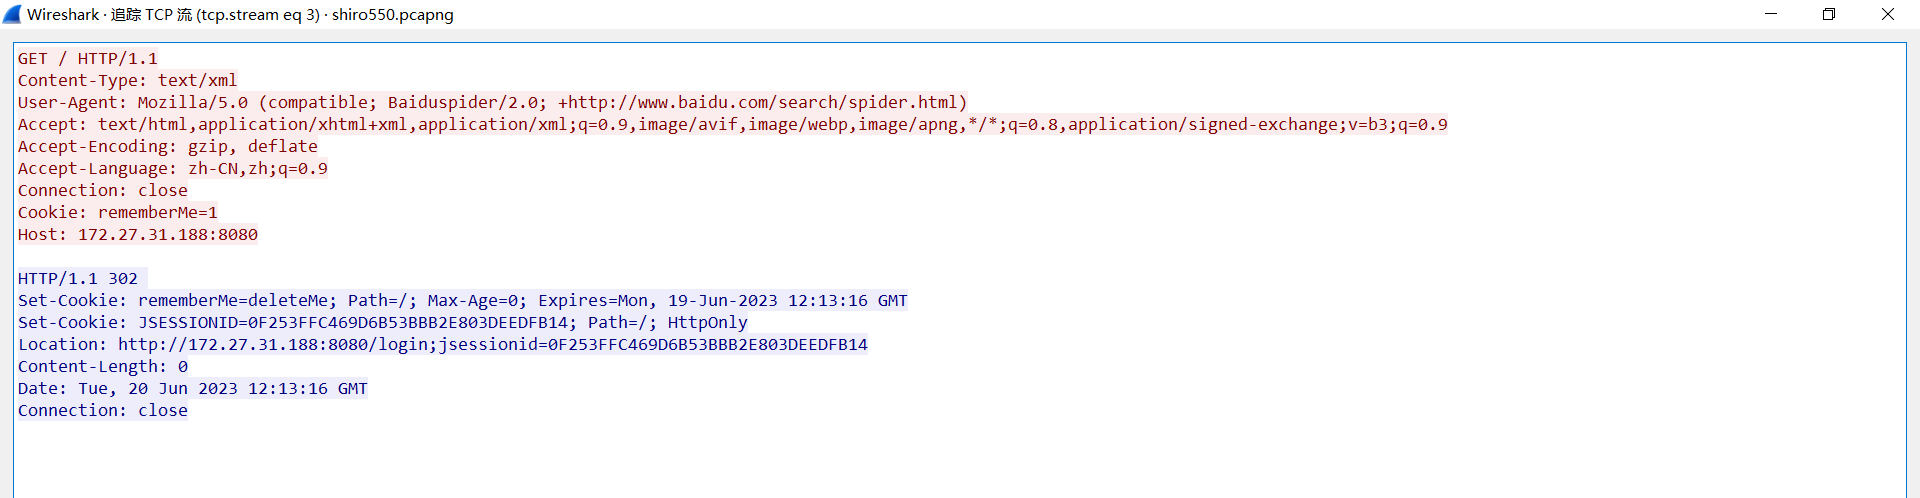 Wireshark · 追踪 TCP 流 (tcp.stream eq 3) · shiro550.pcapng
GET / HTTP/1.1
Content-Type: text/xml
User-Agent: Mozilla/5.0 (compatible; Baiduspider/2.0; +http://www.baidu.com/search/spider.html)
Accept: text/html,application/xhtml+xml,application/xml;q=0.9,image/avif,image/webp,image/apng,*/*;q=0.8,application/signed-exchange;v=b3;q=0.9
Accept-Encoding: gzip, deflate
Accept-Language: zh-CN,zh;q=0.9
Connection: close
Cookie: rememberMe=1
Host: 172.27.31.188:8080
HTTP/1.1 302
Set-Cookie: rememberMe=deleteMe; Path=/; Max-Age=0; Expires=Mon, 19-Jun-2023 12:13:16 GMT
Set-Cookie: JSESSIONID=0F253FFC469D6B53BBB2E803DEEDFB14; Path=/; HttpOnly
Location: http://172.27.31.188:8080/login;jsessionid=0F253FFC469D6B53BBB2E803DEEDFB14
Content-Length: 0
Date: Tue, 20 Jun 2023 12:13:16 GMT
Connection: close